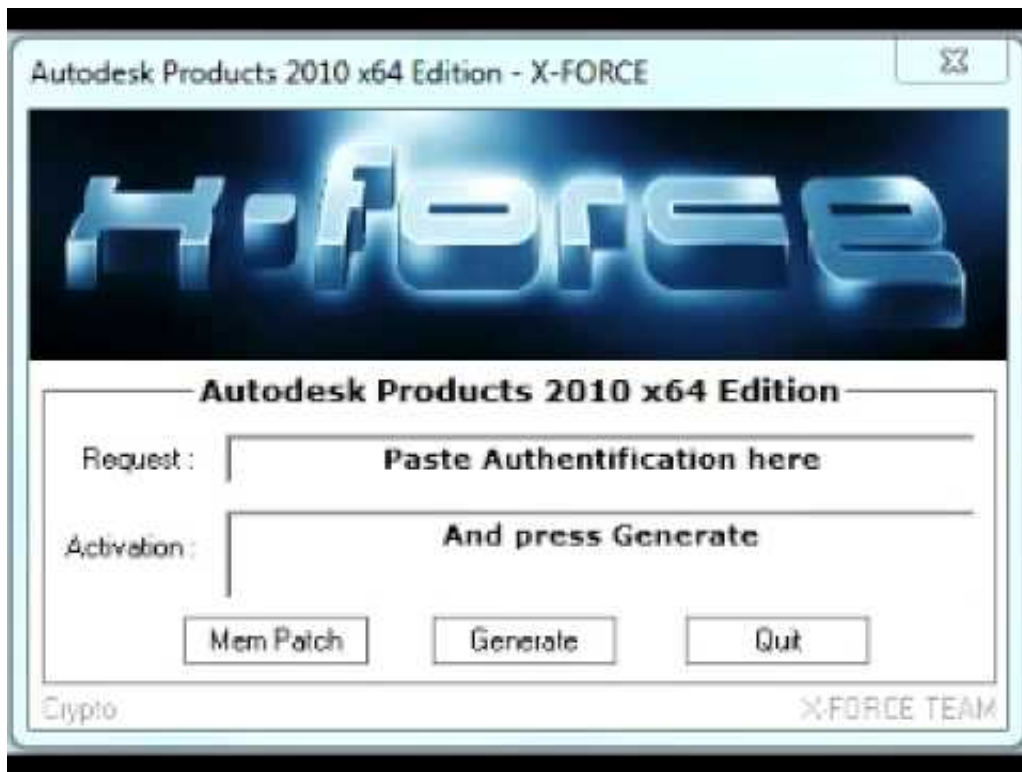 Autodesk Products 2010 x64 Edition - X-FORCE
x-force
Autodesk Products 2010 x64 Edition
Request :
Paste Authentification here
Activation :
And press Generate
Mem Patch
Generate
Quit
Crypto
X-FORCE TEAM